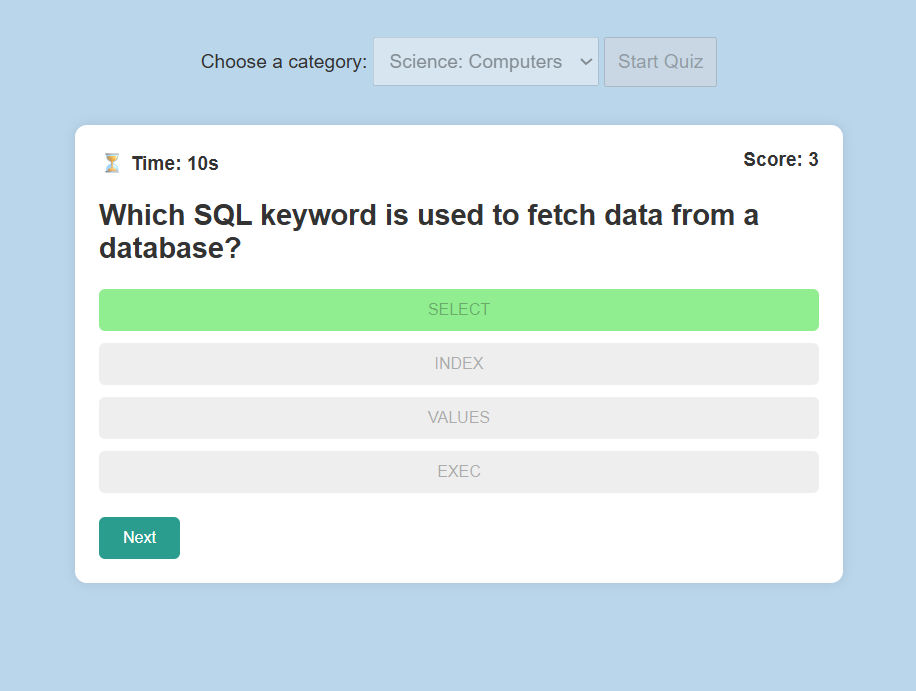 Choose a category: Science: Computers Start Quiz
⏳ Time: 10s Score: 3
Which SQL keyword is used to fetch data from a
database?
SELECT
INDEX
VALUES
EXEC
Next